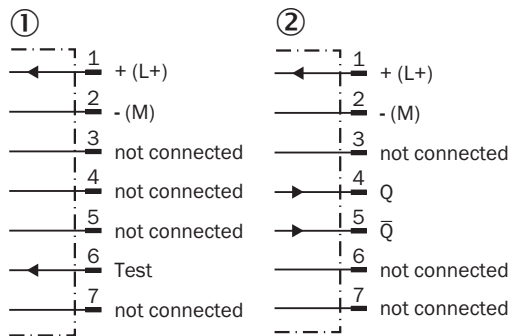 ①
1 + (L+)
2 - (M)
3 not connected
4 not connected
5 not connected
6 Test
7 not connected
②
1 + (L+)
2 - (M)
3 not connected
4 Q
5 Q̅
6 not connected
7 not connected